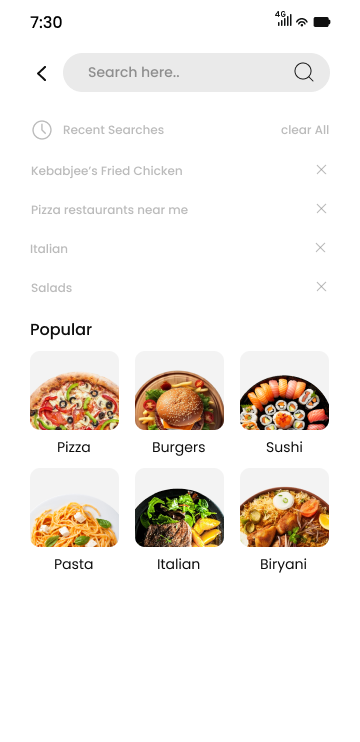 7:30
4G
Search here..
Recent Searches
clear All
Kebabjee's Fried Chicken
Pizza restaurants near me
Italian
Salads
Popular
Pizza
Burgers
Sushi
Pasta
Italian
Biryani